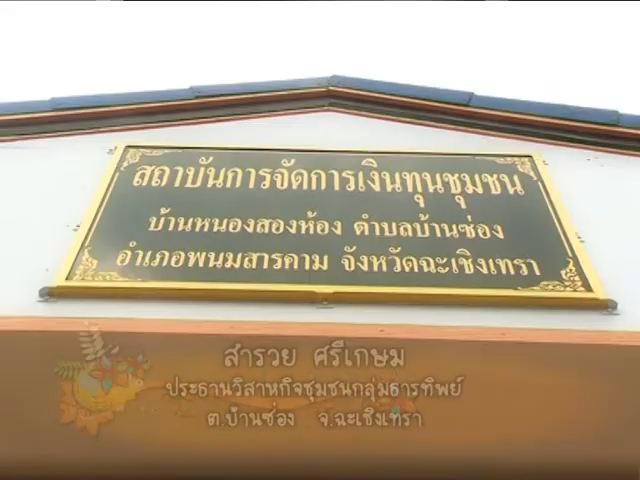 สถาบันการจัดการเงินทุนชุมชน
บ้านหนองสองห้อง ตำบลบ้านซ่อง
อำเภอพนมสารคาม จังหวัดฉะเชิงเทรา
สำรวย ศรีเกษม
ประธานวิสาหกิจชุมชนกลุ่มธารทิพย์
ต.บ้านซ่อง จ.ฉะเชิงเทรา